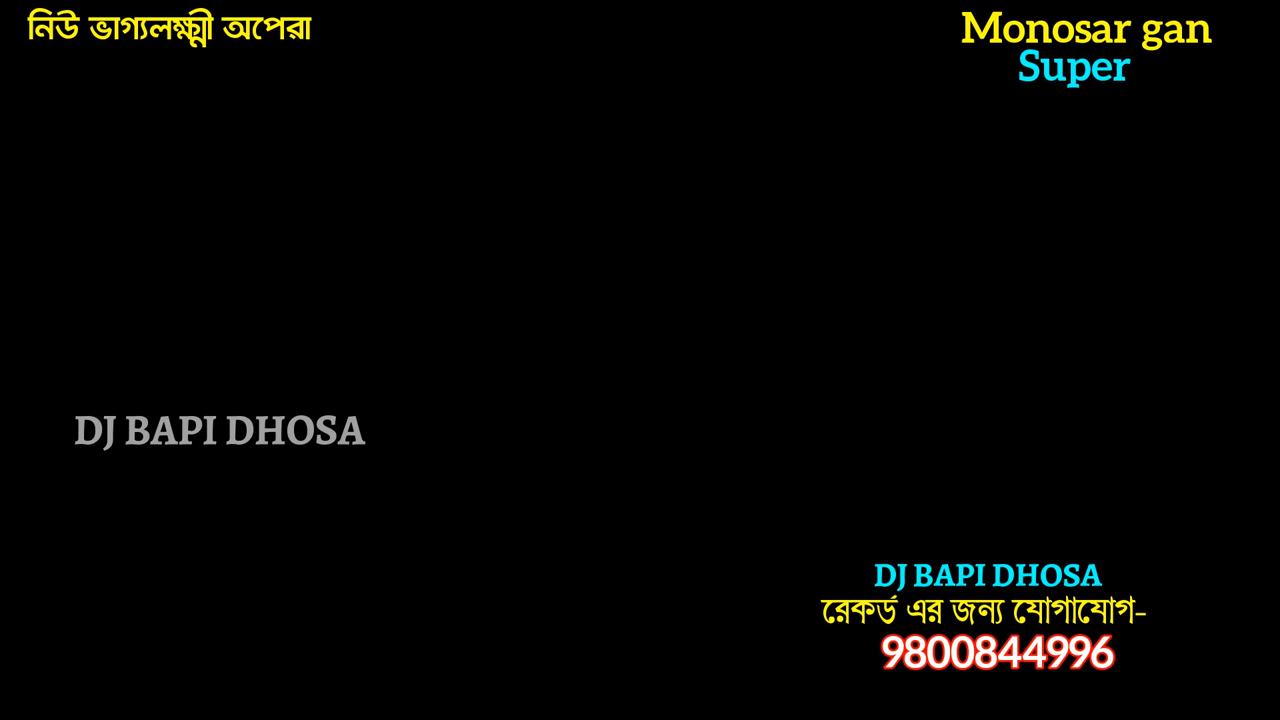 নিউ ভাগ্যলক্ষ্মী অপেরা
Monosar gan
Super
DJ BAPI DHOSA
DJ BAPI DHOSA
রেকর্ড এর জন্য যোগাযোগ-
9800844996